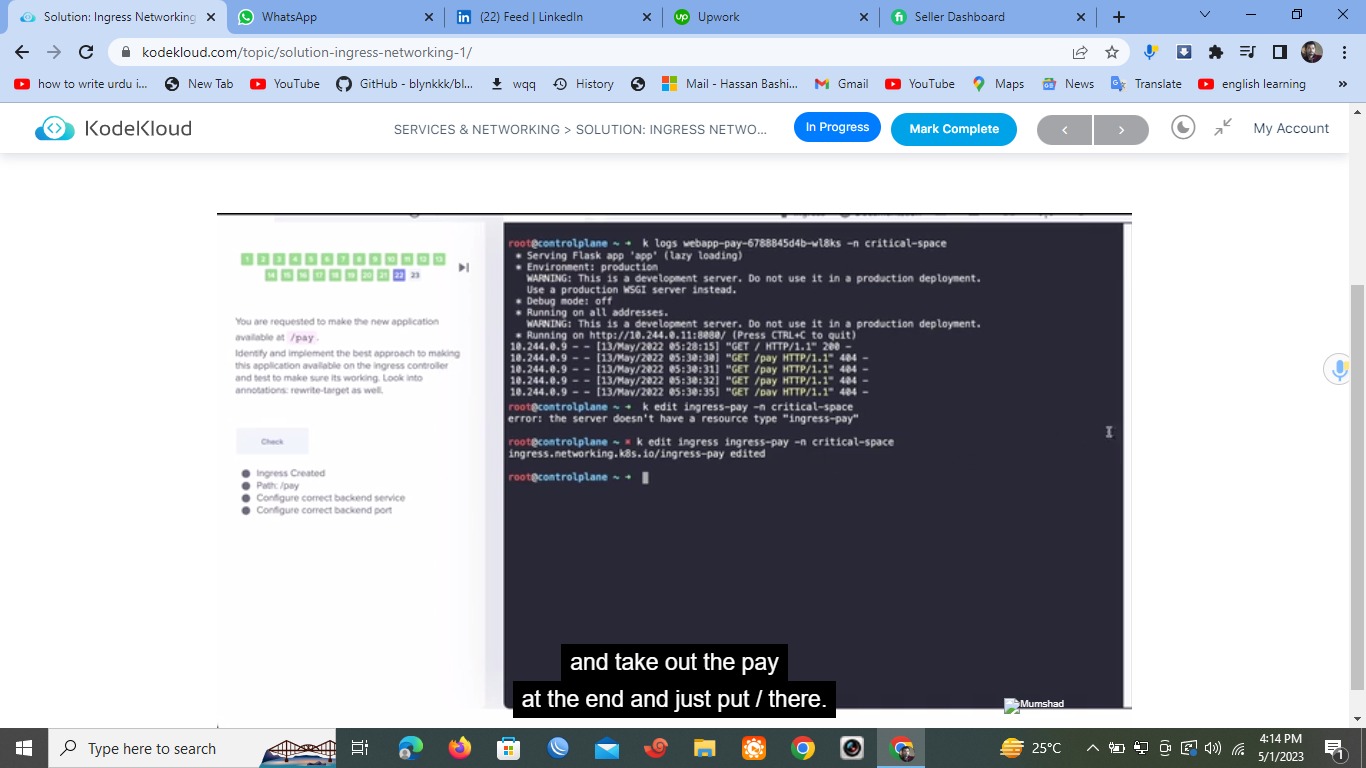 Solution: Ingress Networking
WhatsApp
(22) Feed | LinkedIn
Upwork
Seller Dashboard
kodekloud.com/topic/solution-ingress-networking-1/
how to write urdu i...
New Tab
YouTube
GitHub - blynkkk/bl...
wqq
History
Mail - Hassan Bashi...
Gmail
YouTube
Maps
News
Translate
english learning
»
KodeKloud
SERVICES & NETWORKING > SOLUTION: INGRESS NETWO...
In Progress
Mark Complete
<
>
My Account
1 2 3 4 5 6 7 8 9 10 11 12 13
14 15 16 17 18 19 20 21 22 23
You are requested to make the new application
available at /pay .
Identify and implement the best approach to making
this application available on the ingress controller
and test to make sure its working. Look into
annotations: rewrite-target as well.
Check
Ingress Created
Path: /pay
Configure correct backend service
Configure correct backend port
root@controlplane ~ ➜ k logs webapp-pay-6788845d4b-wl8ks -n critical-space
* Serving Flask app 'app' (lazy loading)
* Environment: production
WARNING: This is a development server. Do not use it in a production deployment.
Use a production WSGI server instead.
* Debug mode: off
* Running on all addresses.
WARNING: This is a development server. Do not use it in a production deployment.
* Running on http://10.244.0.11:8080/ (Press CTRL+C to quit)
10.244.0.9 - - [13/May/2022 05:28:15] "GET / HTTP/1.1" 200 -
10.244.0.9 - - [13/May/2022 05:30:30] "GET /pay HTTP/1.1" 404 -
10.244.0.9 - - [13/May/2022 05:30:31] "GET /pay HTTP/1.1" 404 -
10.244.0.9 - - [13/May/2022 05:30:32] "GET /pay HTTP/1.1" 404 -
10.244.0.9 - - [13/May/2022 05:30:35] "GET /pay HTTP/1.1" 404 -
root@controlplane ~ ➜ k edit ingress-pay -n critical-space
error: the server doesn't have a resource type "ingress-pay"
root@controlplane ~ ✖ k edit ingress ingress-pay -n critical-space
ingress.networking.k8s.io/ingress-pay edited
root@controlplane ~ ➜
and take out the pay
at the end and just put / there.
Mumshad
Type here to search
25°C
4:14 PM
5/1/2023
1